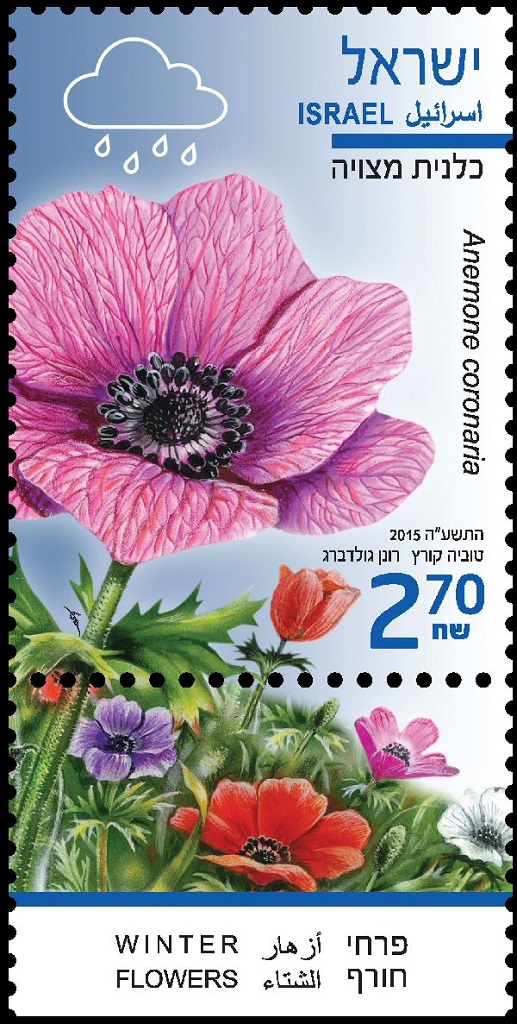 ישראל
ISRAEL اسرائيل
כלנית מצויה
Anemone coronaria
התשע"ה 2015
טוביה קורץ רונן גולדברג
2.70
שח
WINTER أزهار פרחי
FLOWERS الشتاء חורף